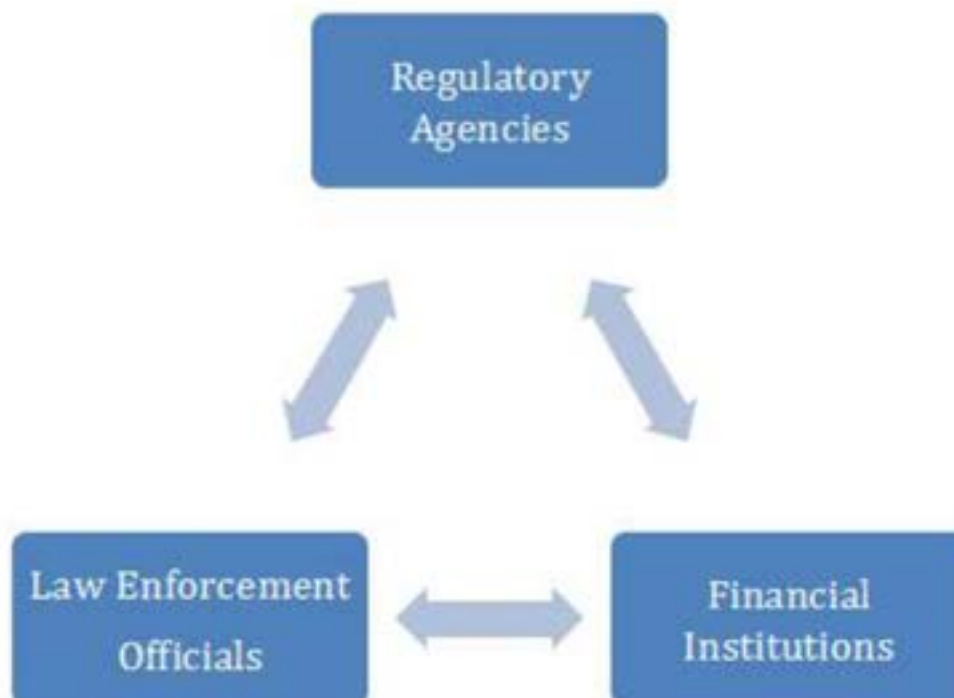 Regulatory
Agencies
Law Enforcement
Officials
Financial
Institutions